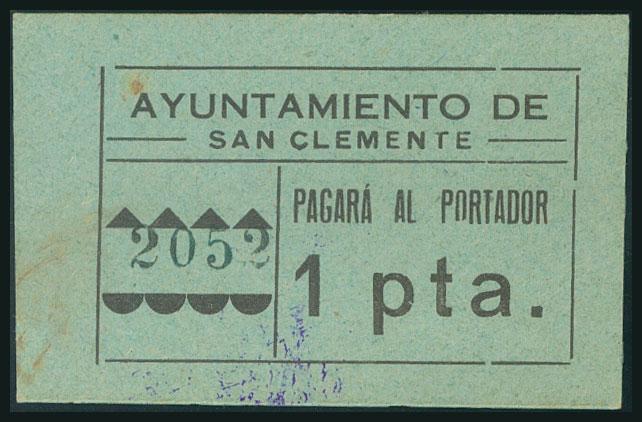 AYUNTAMIENTO DE
SAN CLEMENTE
2052
PAGARÁ AL PORTADOR
1 pta.